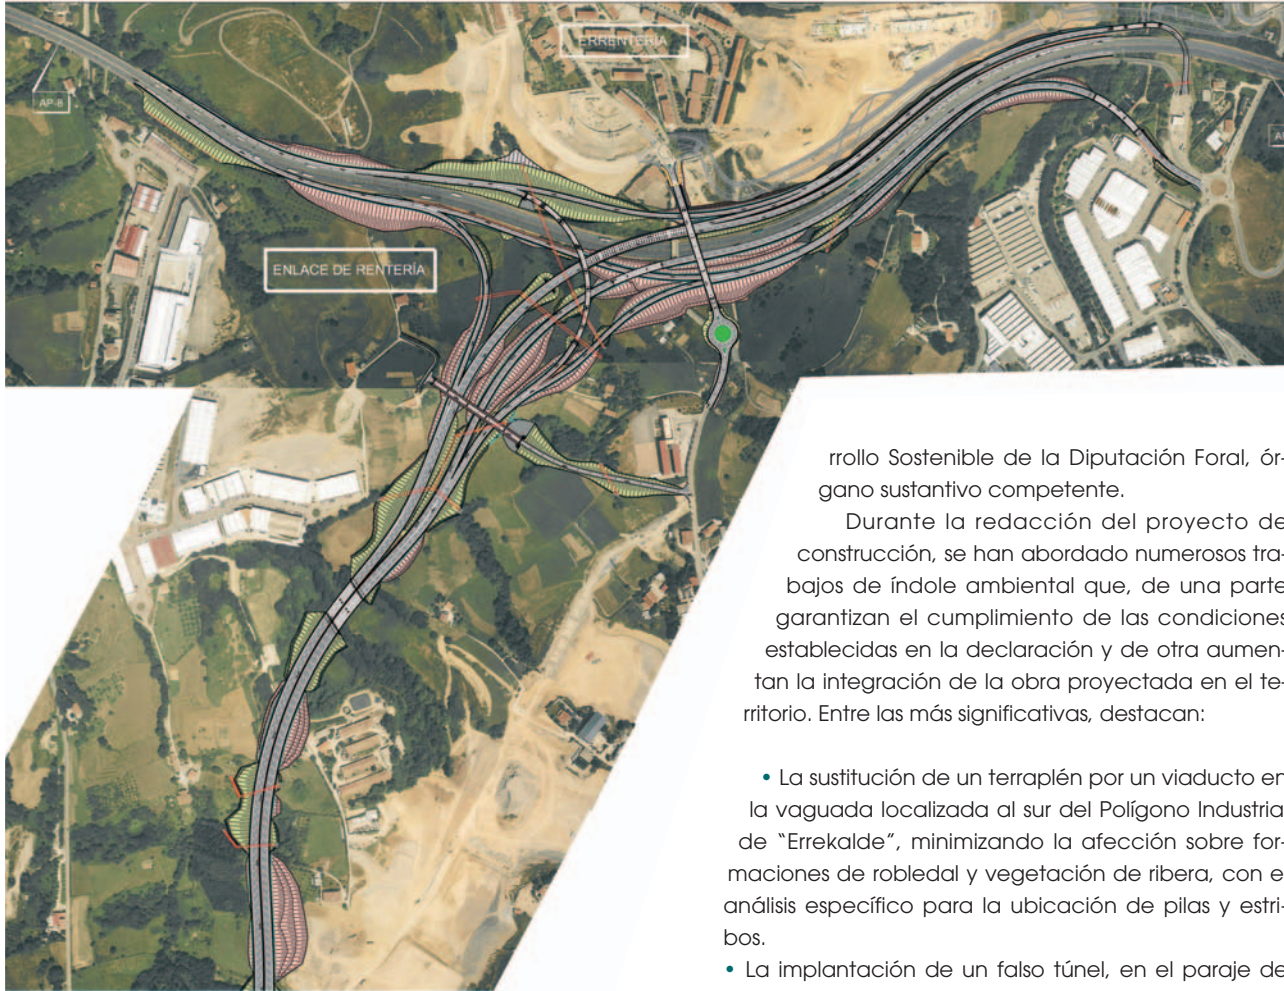 ERRENTERÍA
AP-8
A
ENLACE DE RENTERÍA
rrollo Sostenible de la Diputación Foral, ór-
gano sustantivo competente.
Durante la redacción del proyecto de
construcción, se han abordado numerosos tra-
bajos de índole ambiental que, de una parte
garantizan el cumplimiento de las condiciones
establecidas en la declaración y de otra aumen-
tan la integración de la obra proyectada en el te-
rritorio. Entre las más significativas, destacan:
• La sustitución de un terraplén por un viaducto en
la vaguada localizada al sur del Polígono Industria
de “Errekalde”, minimizando la afección sobre for-
maciones de robledal y vegetación de ribera, con e
análisis específico para la ubicación de pilas y estri-
bos.
• La implantación de un falso túnel, en el paraje de